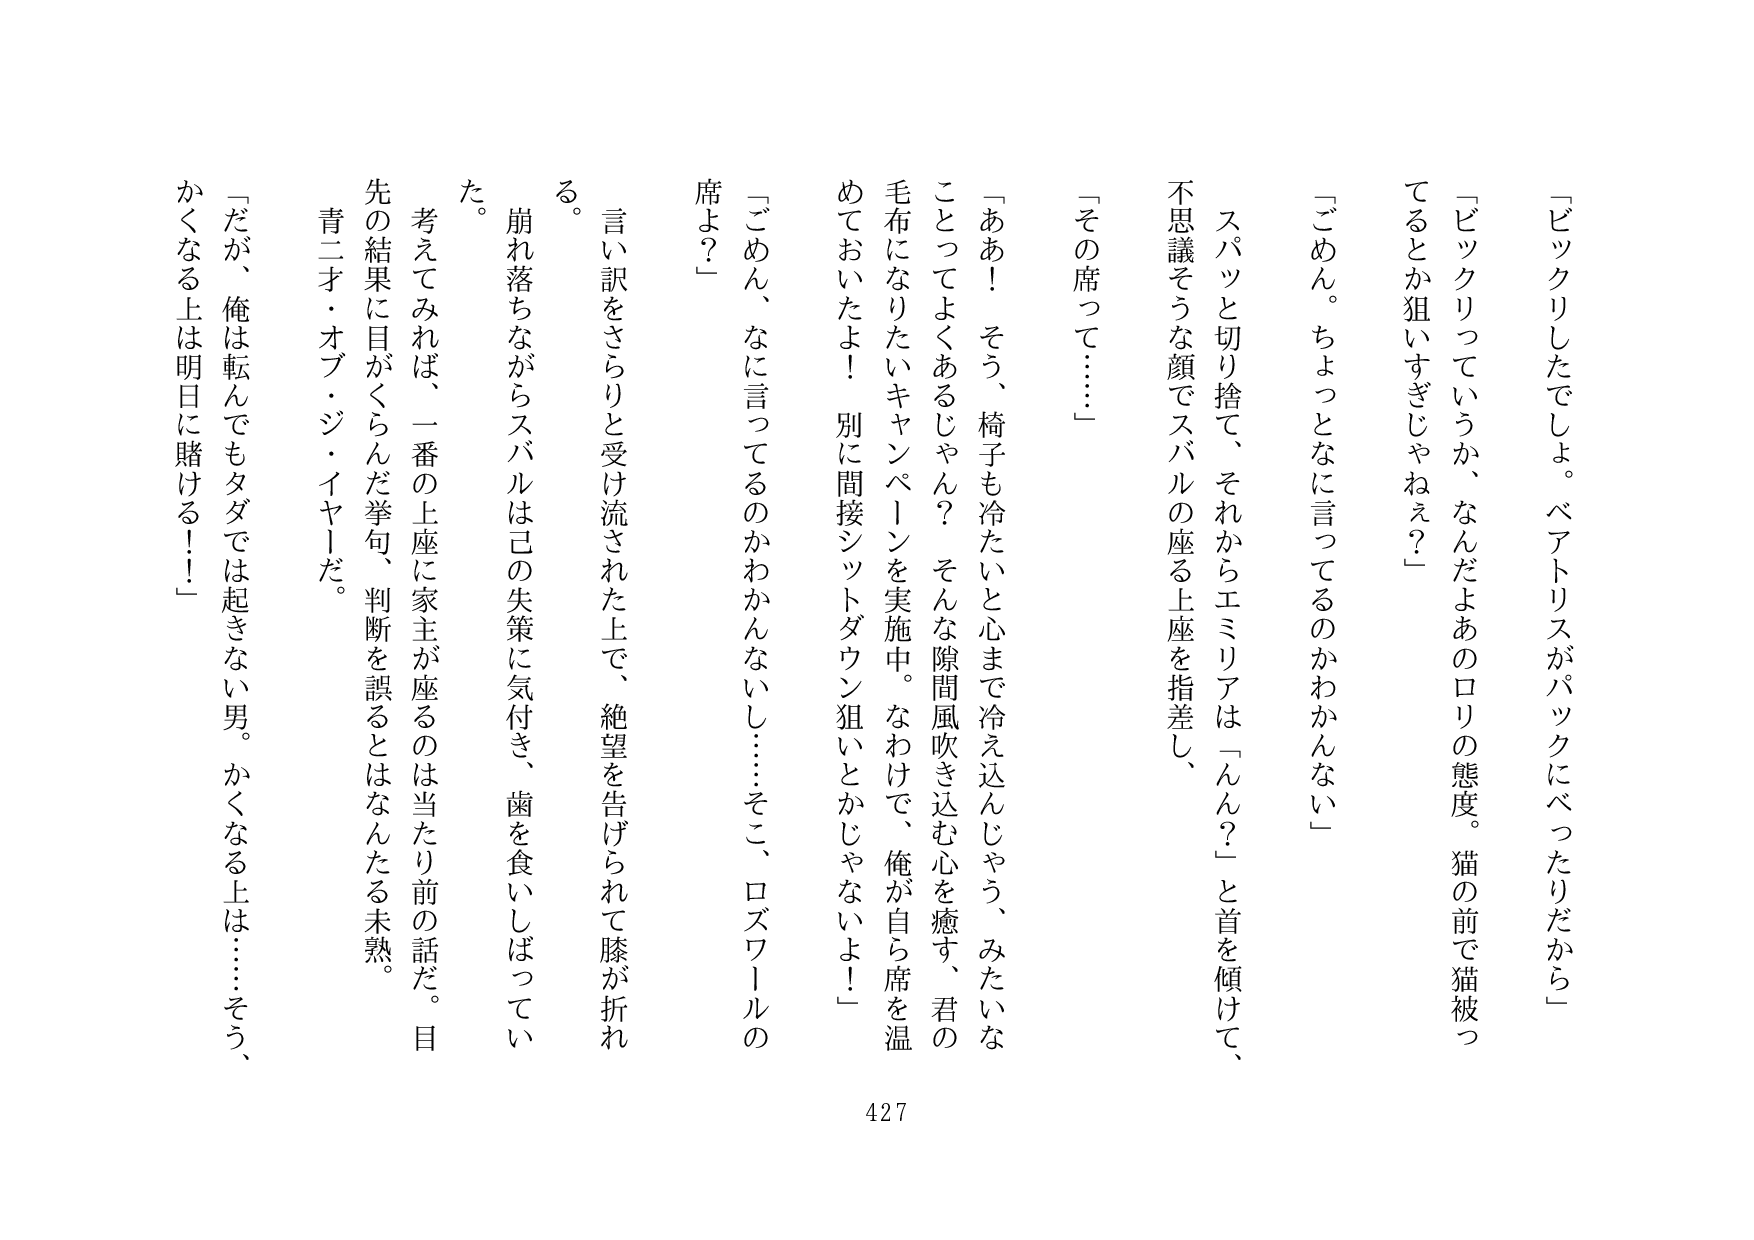 「ビックリしたでしょ。ベアトリスがパックにべったりだから」
「ビックリっていうか、なんだよあのロリの態度。猫の前で猫被っ
てるとか狙いすぎじゃねぇ？」
「ごめん。ちょっとなに言ってるのかわかんない」
　スパッと切り捨て、それからエミリアは「んん？」と首を傾けて、
不思議そうな顔でスバルの座る上座を指差し、
「その席って……」
「ああ！　そう、椅子も冷たいと心まで冷え込んじゃう、みたいな
ことってよくあるじゃん？　そんな隙間風吹き込む心を癒す、君の
毛布になりたいキャンペーンを実施中。なわけで、俺が自ら席を温
めておいたよ！　別に間接シットダウン狙いとかじゃないよ！」
「ごめん、なに言ってるのかわかんないし……そこ、ロズワールの
席よ？」
　言い訳をさらりと受け流された上で、絶望を告げられて膝が折れ
る。
　崩れ落ちながらスバルは己の失策に気付き、歯を食いしばってい
た。
　考えてみれば、一番の上座に家主が座るのは当たり前の話だ。目
先の結果に目がくらんだ挙句、判断を誤るとはなんたる未熟。
　青二才・オブ・ジ・イヤーだ。
「だが、俺は転んでもタダでは起きない男。かくなる上は……そう、
かくなる上は明日に賭ける！！」
427